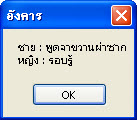 อังคาร
ชาย : พูดจาขวานผ่าซาก
หญิง : รอบรู้
OK